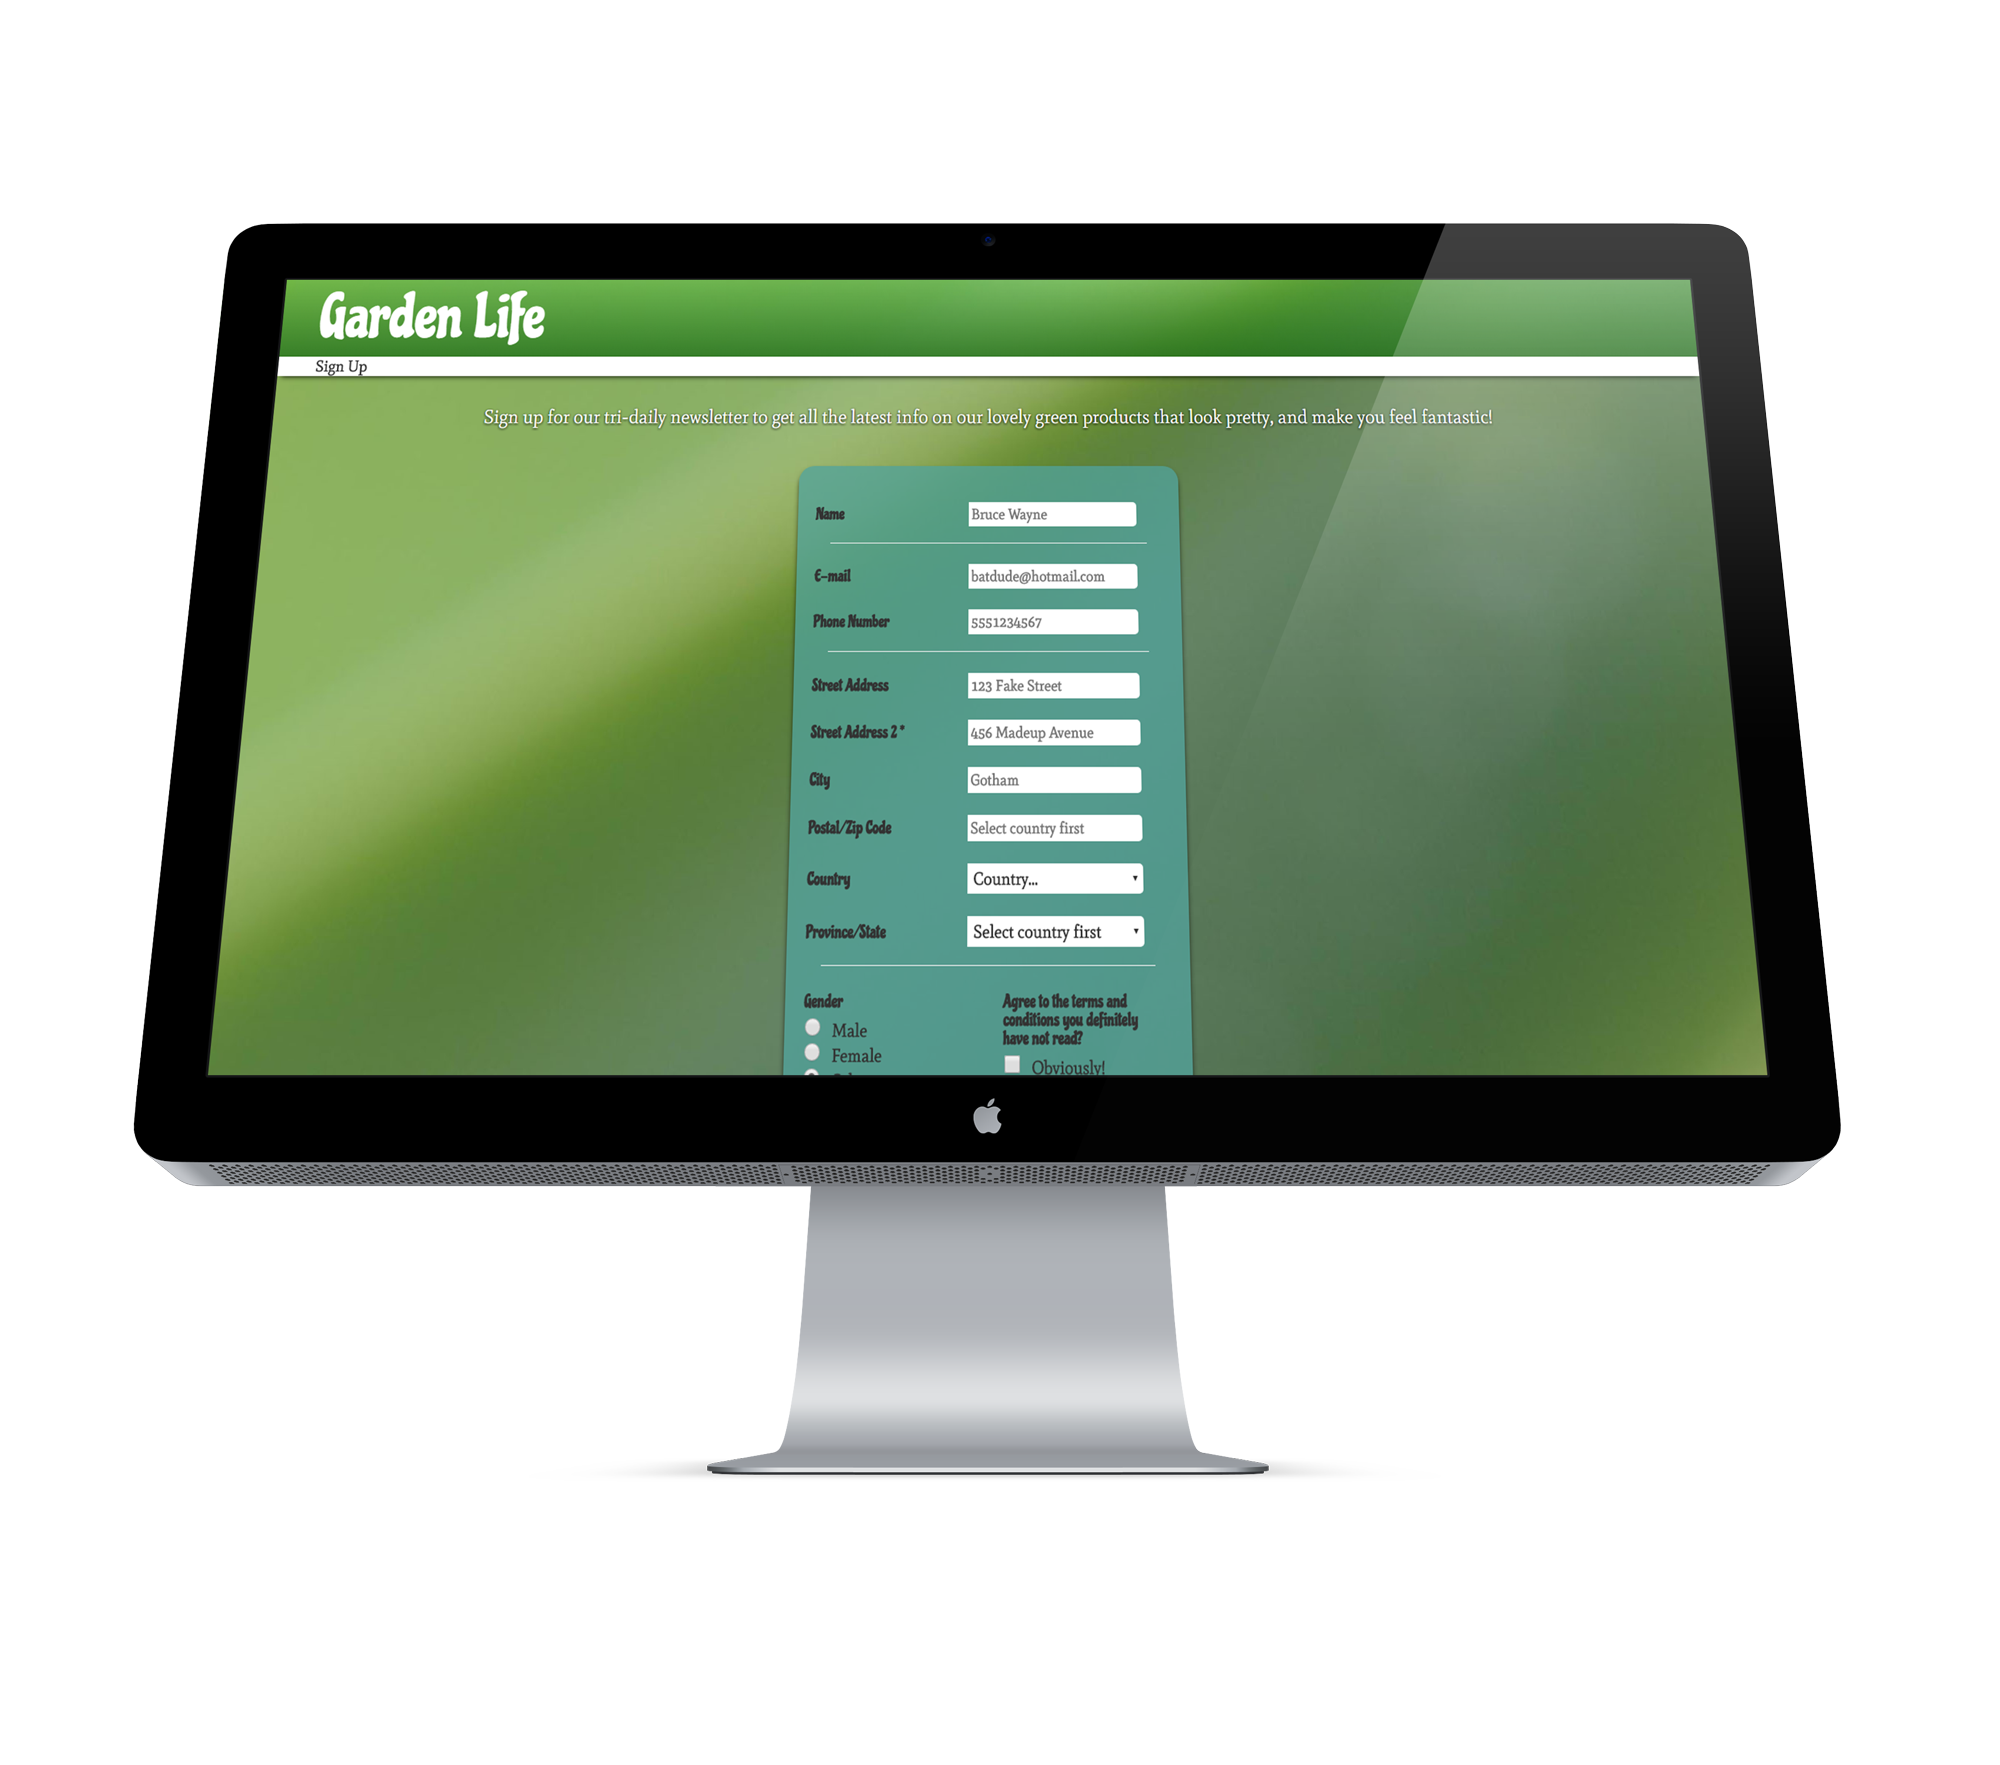 Garden Life
Sign Up
Sign up for our tri-daily newsletter to get all the latest info on our lovely green products that look pretty, and make you feel fantastic!
Name Bruce Wayne
E-mail batdude@hotmail.com
Phone Number 5551234567
Street Address 123 Fake Street
Street Address 2 * 456 Madeup Avenue
City Gotham
Postal/Zip Code Select country first
Country Country...
Province/State Select country first
Gender
Male
Female
Agree to the terms and
conditions you definitely
have not read?
Obviously!